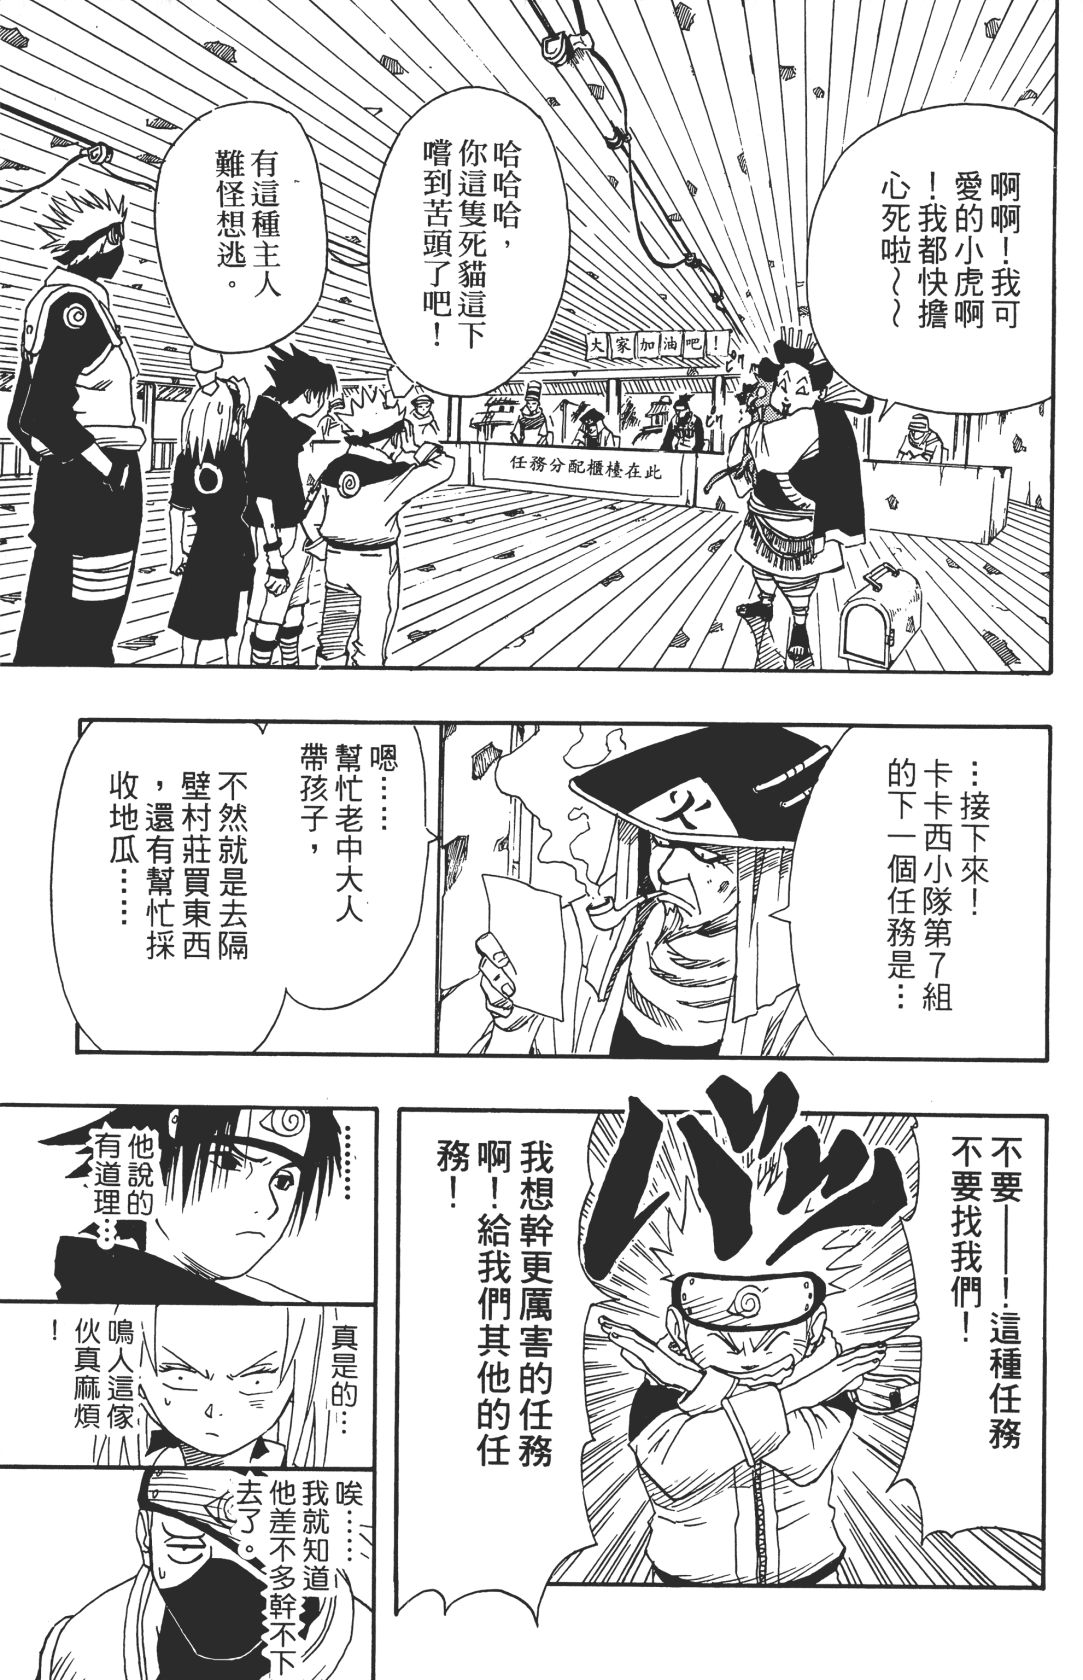 啊啊！我可
愛的小虎啊
！我都快擔
心死啦～～
哈哈哈，
你這隻死貓這下
嚐到苦頭了吧！
有這種主人
難怪想逃。
大家加油吧！
任務分配櫃檯在此
…接下來！
卡卡西小隊第7組
的下一個任務是…
火
嗯……
幫忙老中大人
帶孩子，
不然就是去隔
壁村莊買東西
，還有幫忙採
收地瓜……
不要——！這種任務
不要找我們！
バッ
我想幹更厲害的任務
啊！給我們其他的任
務！
………
他說的
有道理…
真是的…
鳴人這傢
伙真麻煩
！
唉……
我就知道
他差不多幹不下
去了。